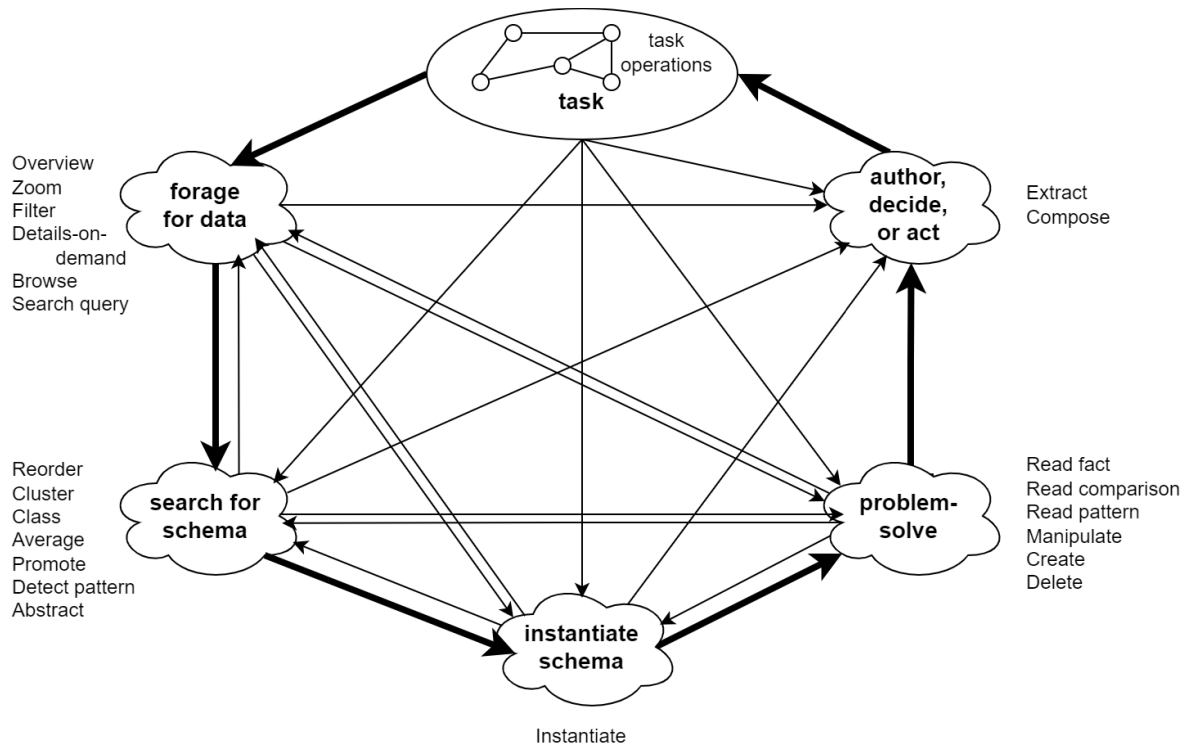 task
operations
task
Overview
Zoom
Filter
Details-on-
demand
Browse
Search query
forage
for data
author,
decide,
or act
Extract
Compose
Reorder
Cluster
Class
Average
Promote
Detect pattern
Abstract
search for
schema
problem-
solve
Read fact
Read comparison
Read pattern
Manipulate
Create
Delete
instantiate
schema
Instantiate